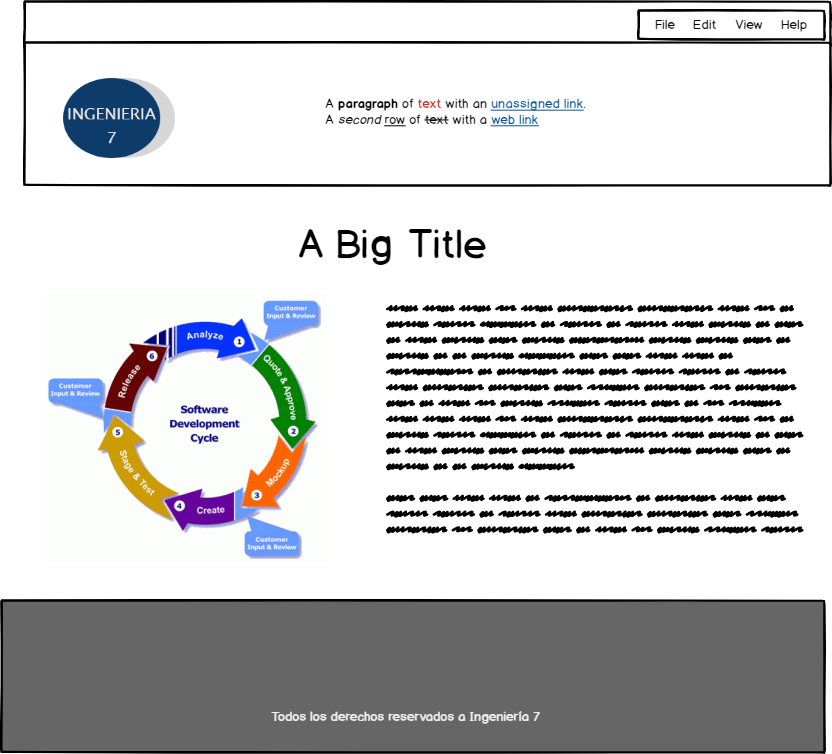 File Edit View Help
INGENIERIA
7
A paragraph of text with an unassigned link.
A second row of text with a web link
A Big Title
Customer
Input & Review
Analyze
1
Quote & Approve
2
Mockup
3
Customer
Input & Review
Create
4
Stage & Test
5
Customer
Input & Review
Release
6
Software
Development
Cycle
Todos los derechos reservados a Ingeniería 7